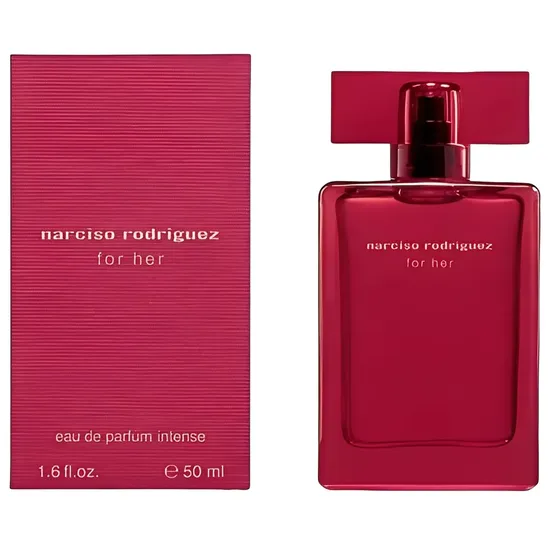 narciso rodriguez
for her
eau de parfum intense
1.6 fl.oz. ℮ 50 ml
narciso rodriguez
for her